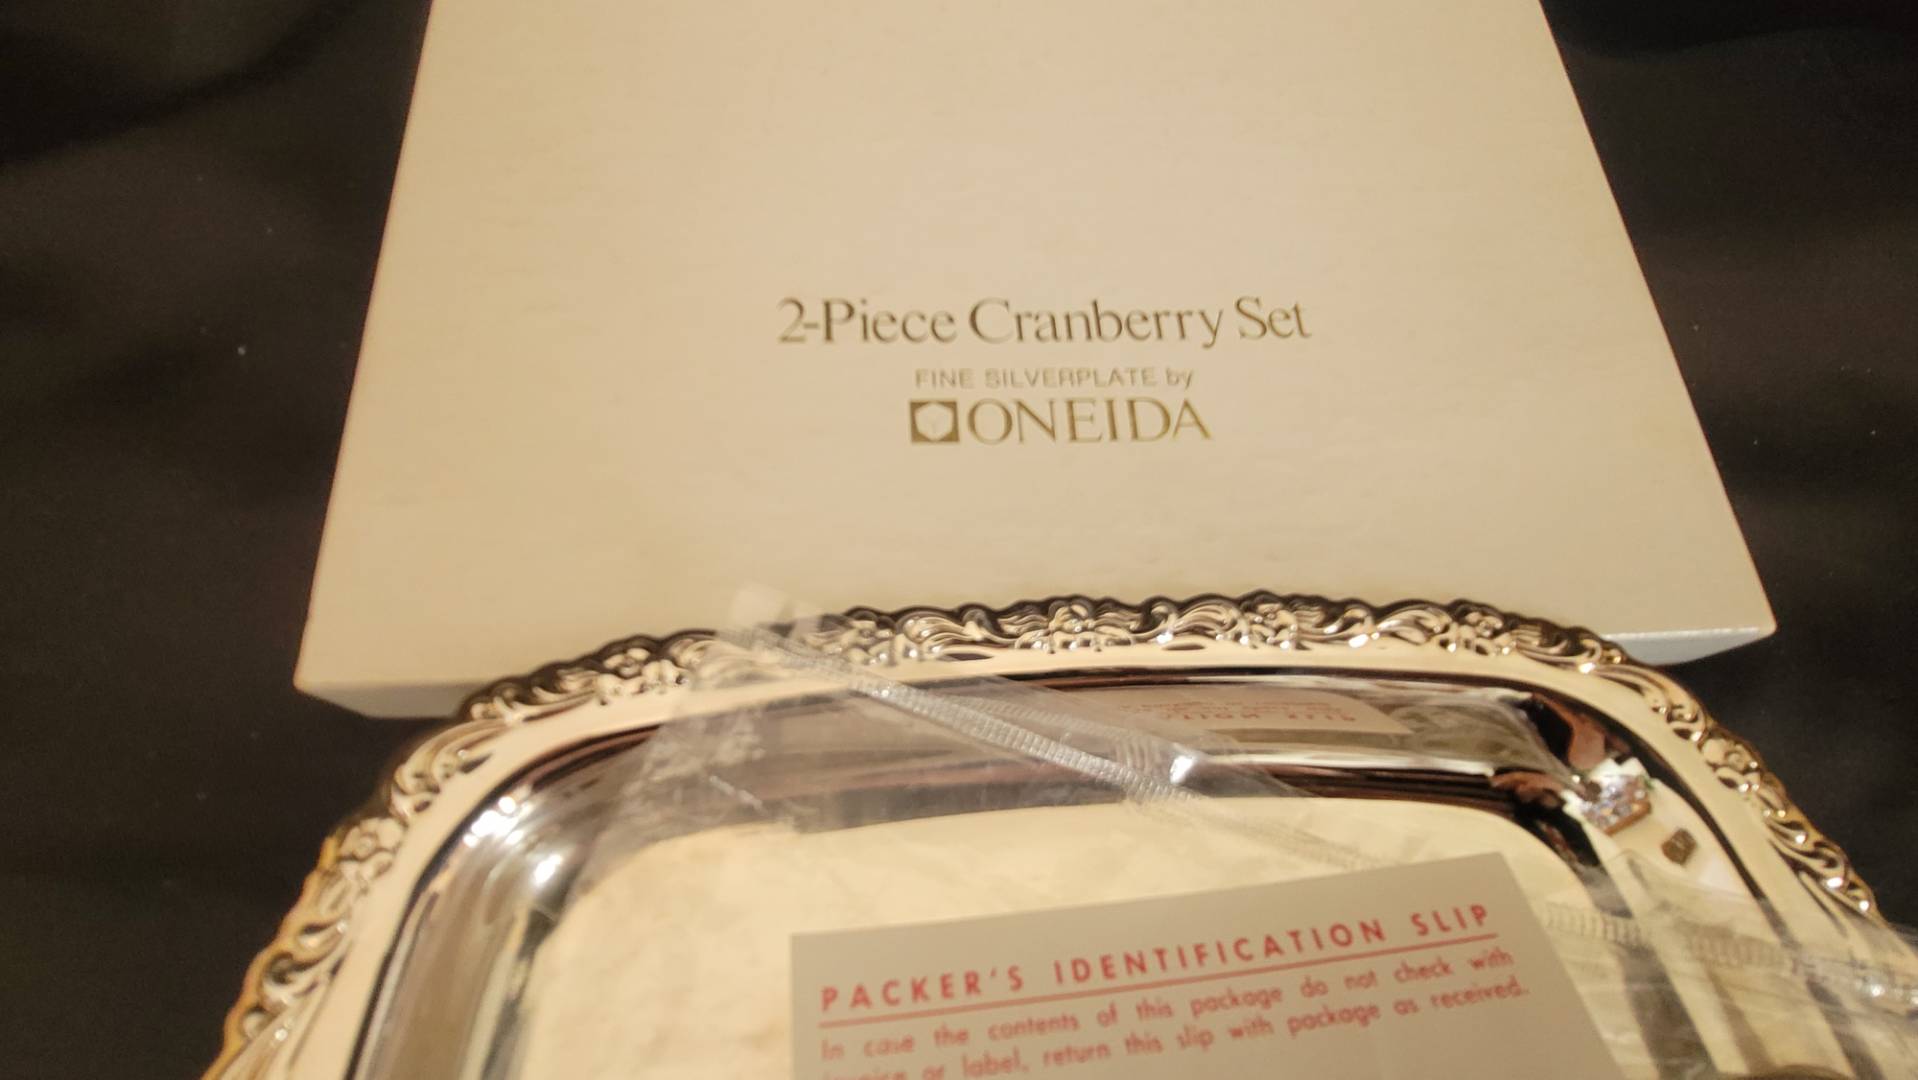 2-Piece Cranberry Set
FINE SILVERPLATE by
ONEIDA
PACKER'S IDENTIFICATION SLIP
In case the contents of this package do not check with
invoice or label, return this slip with package as received.